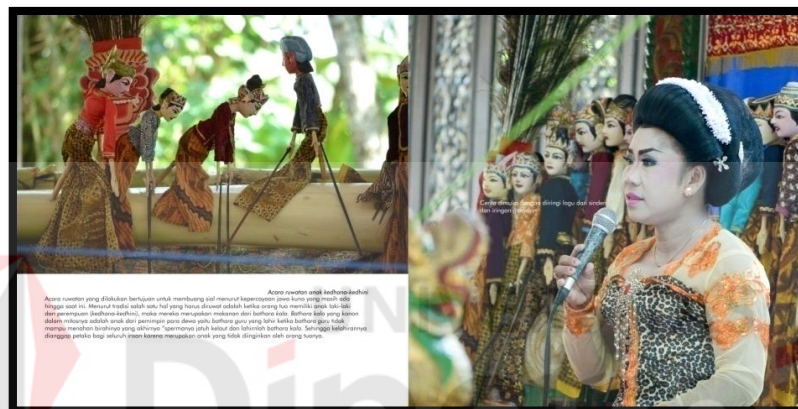 Acara ruwatan anak kedhana-kedhini
Acara ruwatan yang dilakukan bertujuan untuk membuang sial menurut kepercayaan jawa kuno yang masih ada
hingga saat ini. Menurut tradisi salah satu hal yang harus diruwat adalah ketika orang tua memiliki anak laki-laki
dan perempuan (kedhana-kedhini), maka mereka merupakan makanan dari bathara kala. Bathara kala yang kanon
dalam mitosnya adalah anak dari pemimpin para dewa yaitu bathara guru yang lahir ketika bathara guru tidak
mampu menahan birahinya yang akhirnya "spermanya jatuh kelaut dan lahirnlah bathara kala. Sehingga kelahirannya
dianggap petaka bagi seluruh insan karena merupakan anak yang tidak diinginkan oleh orang tuanya.
Cerita dimulai dengan diiringi lagu dari sinden
dan iringan